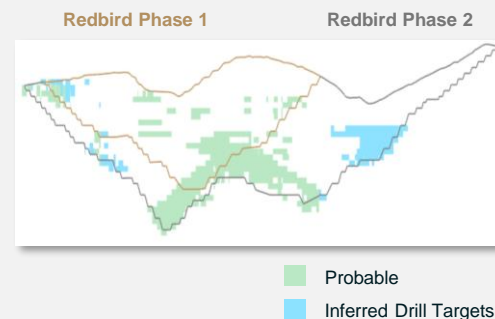 Redbird Phase 1
Redbird Phase 2
Probable
Inferred Drill Targets